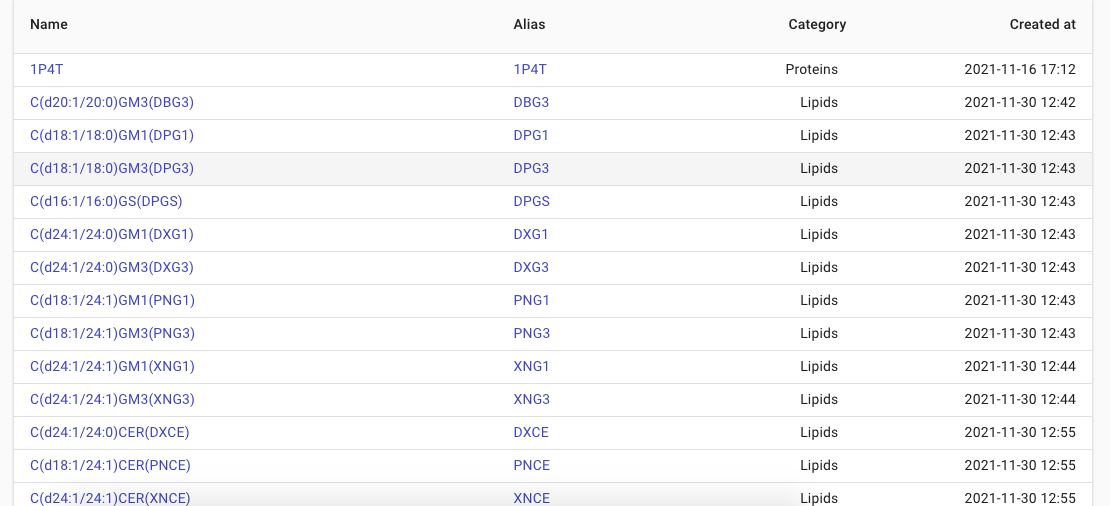 Name Alias Category Created at
1P4T 1P4T Proteins 2021-11-16 17:12
C(d20:1/20:0)GM3(DBG3) DBG3 Lipids 2021-11-30 12:42
C(d18:1/18:0)GM1(DPG1) DPG1 Lipids 2021-11-30 12:43
C(d18:1/18:0)GM3(DPG3) DPG3 Lipids 2021-11-30 12:43
C(d16:1/16:0)GS(DPGS) DPGS Lipids 2021-11-30 12:43
C(d24:1/24:0)GM1(DXG1) DXG1 Lipids 2021-11-30 12:43
C(d24:1/24:0)GM3(DXG3) DXG3 Lipids 2021-11-30 12:43
C(d18:1/24:1)GM1(PNG1) PNG1 Lipids 2021-11-30 12:43
C(d18:1/24:1)GM3(PNG3) PNG3 Lipids 2021-11-30 12:43
C(d24:1/24:1)GM1(XNG1) XNG1 Lipids 2021-11-30 12:44
C(d24:1/24:1)GM3(XNG3) XNG3 Lipids 2021-11-30 12:44
C(d24:1/24:0)CER(DXCE) DXCE Lipids 2021-11-30 12:55
C(d18:1/24:1)CER(PNCE) PNCE Lipids 2021-11-30 12:55
C(d24:1/24:1)CER(XNCE) XNCE Lipids 2021-11-30 12:55